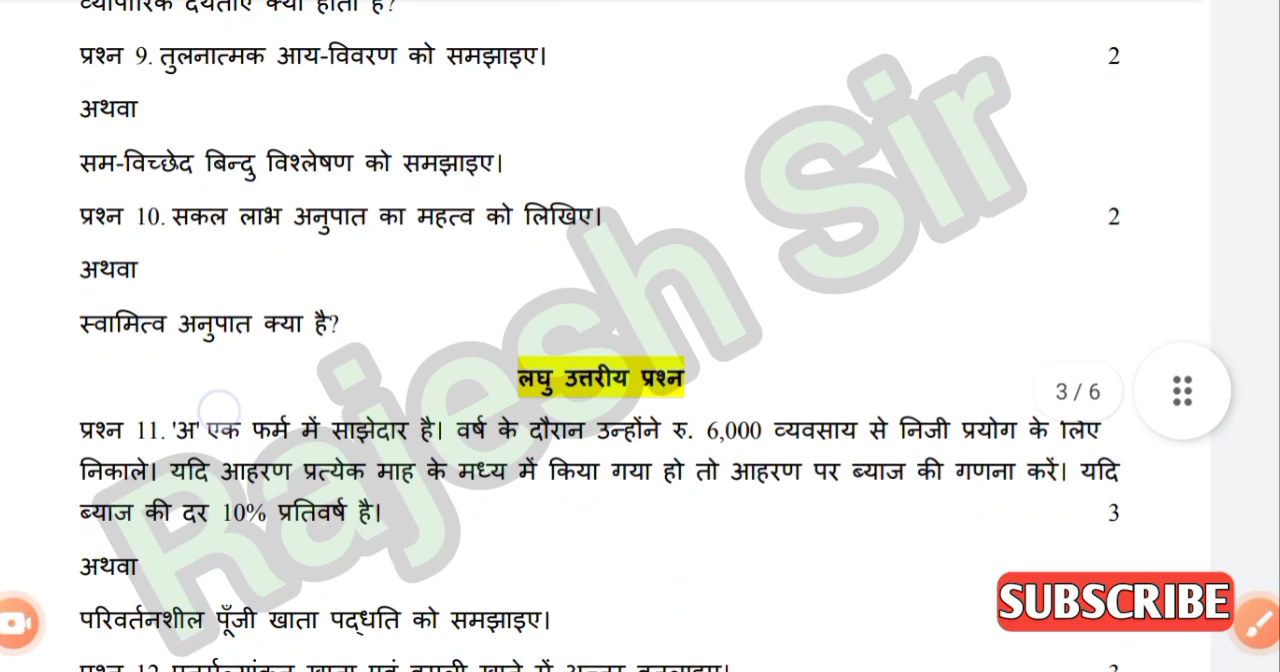 व्यापारिक देयताएँ क्या होता है?
प्रश्न 9. तुलनात्मक आय-विवरण को समझाइए। 2
अथवा
सम-विच्छेद बिन्दु विश्लेषण को समझाइए।
प्रश्न 10. सकल लाभ अनुपात का महत्व को लिखिए। 2
अथवा
स्वामित्व अनुपात क्या है?
लघु उत्तरीय प्रश्न
3 / 6
प्रश्न 11. 'अ' एक फर्म में साझेदार है। वर्ष के दौरान उन्होंने रु. 6,000 व्यवसाय से निजी प्रयोग के लिए
निकाले। यदि आहरण प्रत्येक माह के मध्य में किया गया हो तो आहरण पर ब्याज की गणना करें। यदि
ब्याज की दर 10% प्रतिवर्ष है। 3
अथवा
परिवर्तनशील पूँजी खाता पद्धति को समझाइए।
SUBSCRIBE
प्रश्न 12
Rajesh Sir